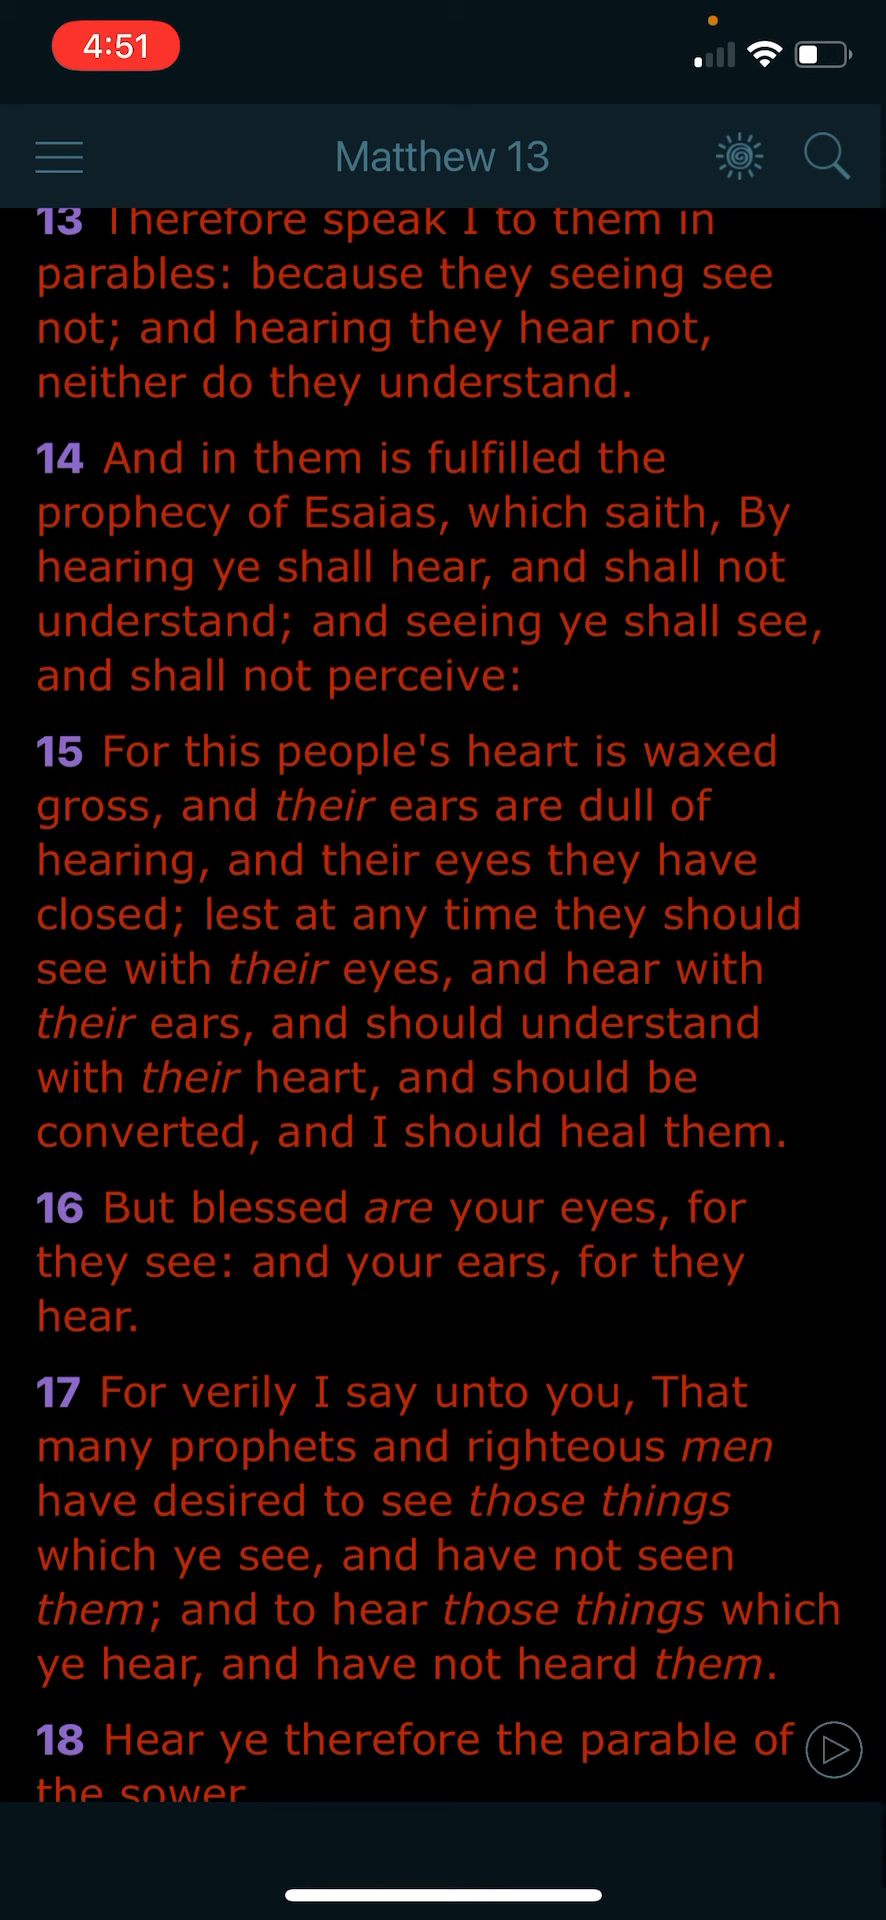 4:51
Matthew 13
13 Therefore speak I to them in
parables: because they seeing see
not; and hearing they hear not,
neither do they understand.
14 And in them is fulfilled the
prophecy of Esaias, which saith, By
hearing ye shall hear, and shall not
understand; and seeing ye shall see,
and shall not perceive:
15 For this people's heart is waxed
gross, and their ears are dull of
hearing, and their eyes they have
closed; lest at any time they should
see with their eyes, and hear with
their ears, and should understand
with their heart, and should be
converted, and I should heal them.
16 But blessed are your eyes, for
they see: and your ears, for they
hear.
17 For verily I say unto you, That
many prophets and righteous men
have desired to see those things
which ye see, and have not seen
them; and to hear those things which
ye hear, and have not heard them.
18 Hear ye therefore the parable of
the sower